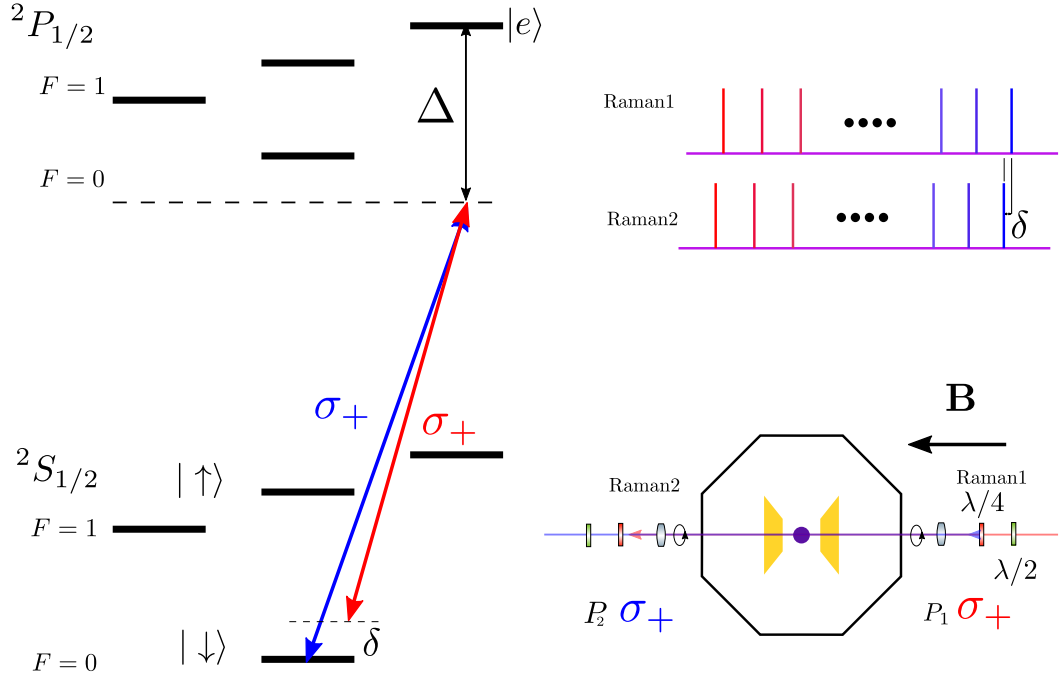 ²P₁/₂
|e⟩
F = 1
Δ
F = 0
σ₊
σ₊
²S₁/₂
|↑⟩
F = 1
|↓⟩
δ
F = 0
Raman1
Raman2
δ
B
Raman2
Raman1
λ/4
λ/2
P₂ σ₊
P₁ σ₊